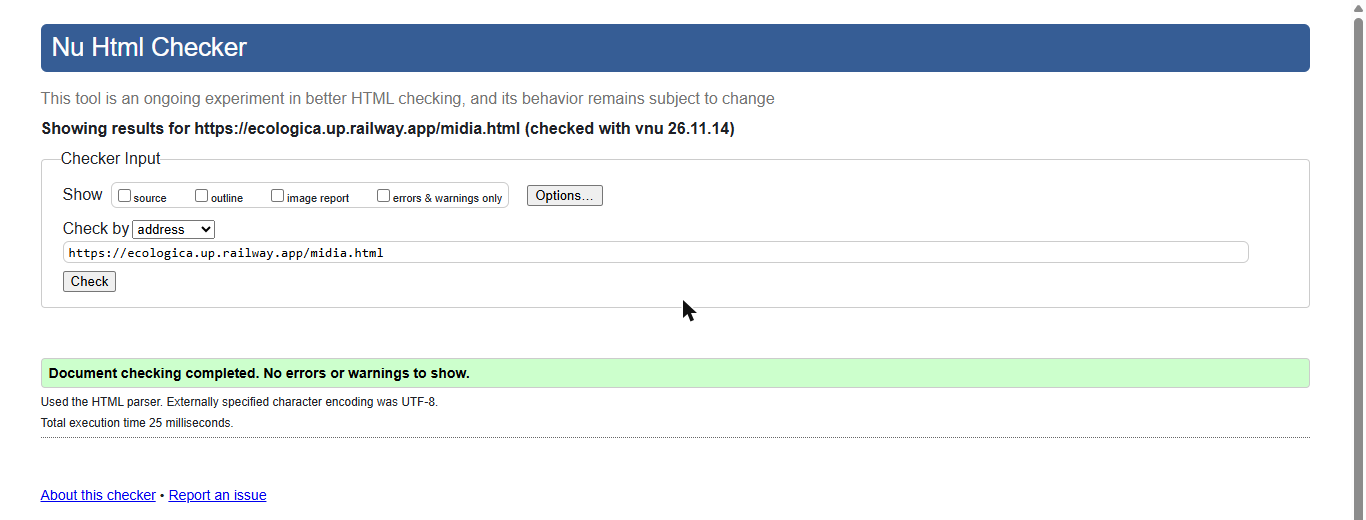 Nu Html Checker
This tool is an ongoing experiment in better HTML checking, and its behavior remains subject to change
Showing results for https://ecologica.up.railway.app/midia.html (checked with vnu 26.11.14)
Checker Input
Show source outline image report errors & warnings only Options...
Check by address
https://ecologica.up.railway.app/midia.html
Check
Document checking completed. No errors or warnings to show.
Used the HTML parser. Externally specified character encoding was UTF-8.
Total execution time 25 milliseconds.
About this checker • Report an issue